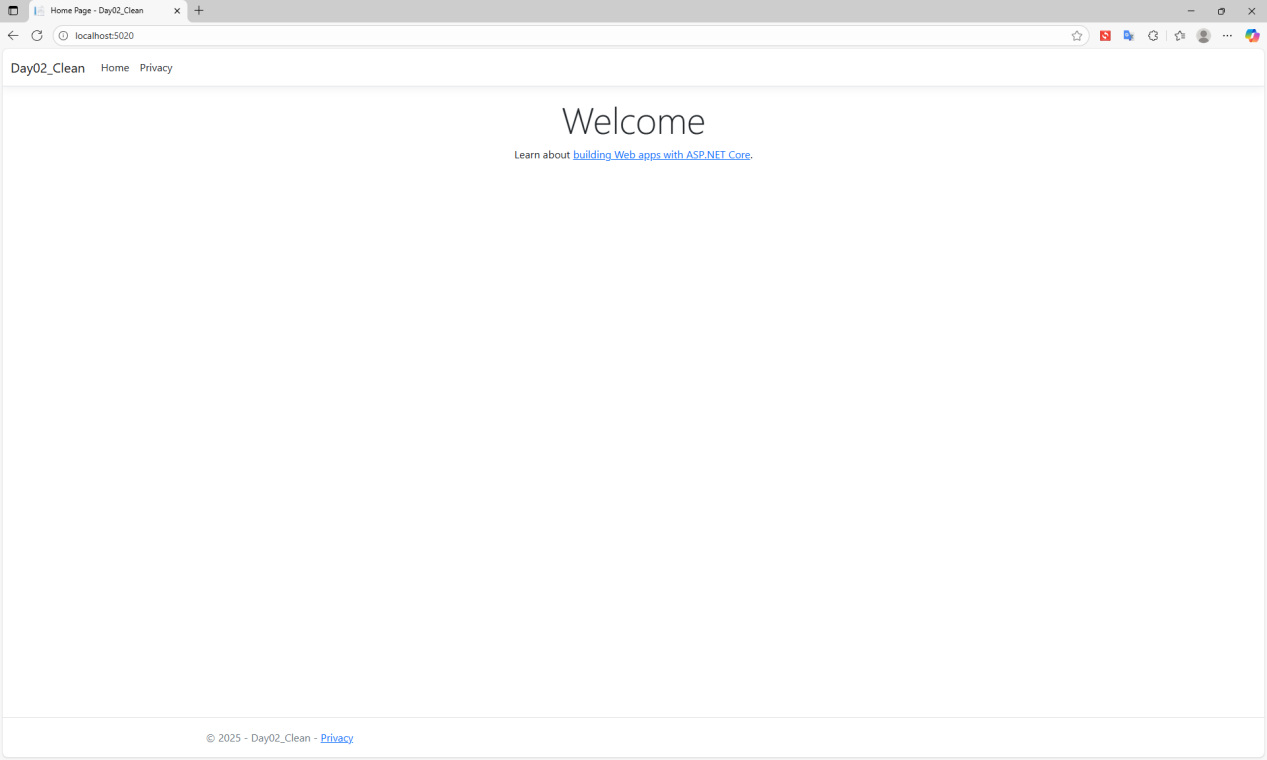 Home Page - Day02_Clean
localhost:5020
Day02_Clean Home Privacy
Welcome
Learn about building Web apps with ASP.NET Core.
© 2025 - Day02_Clean - Privacy